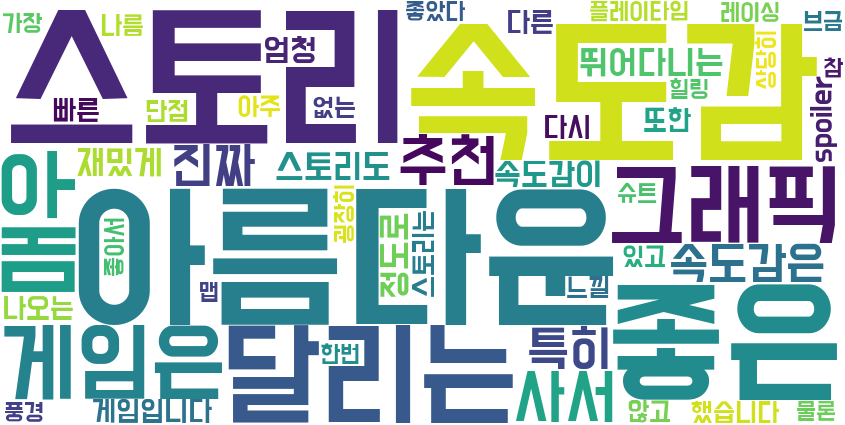 가장
나름
스토리
엄청
좋았다
다른
플레이타임
레이싱
브금
속도감
상당히
뛰어다니는
힐링
참
spoiler
빠른
단점
아주
없는
다시
또한
재밌게
진짜
스토리도
추천
속도감이
그래픽
아름다운
슈트
굉장히
좋아서
정도로
스토리는
있고
속도감은
느낄
맵
나오는
게임은
달리는
한번
특히
좋은
사서
풍경
게임입니다
않고
했습니다
물론